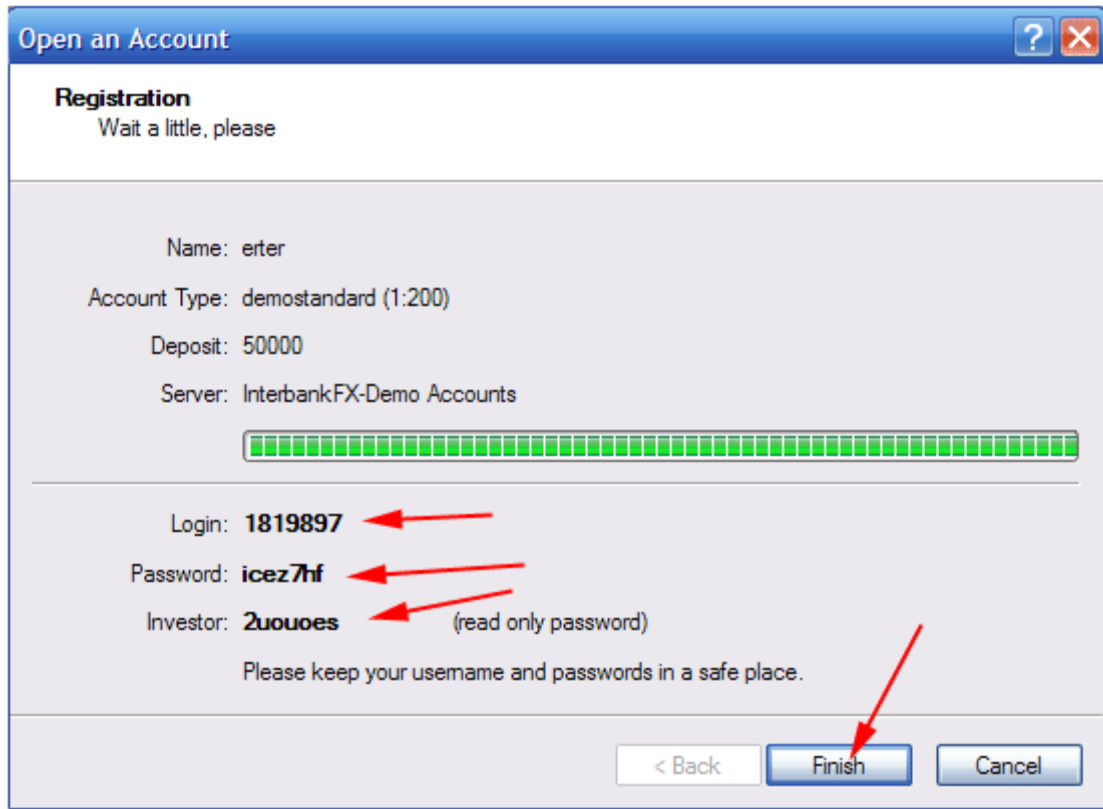 Open an Account
Registration
Wait a little, please
Name: erter
Account Type: demostandard (1:200)
Deposit: 50000
Server: InterbankFX-Demo Accounts
Login: 1819897
Password: icez7hf
Investor: 2uouoes (read only password)
Please keep your username and passwords in a safe place.
< Back Finish Cancel